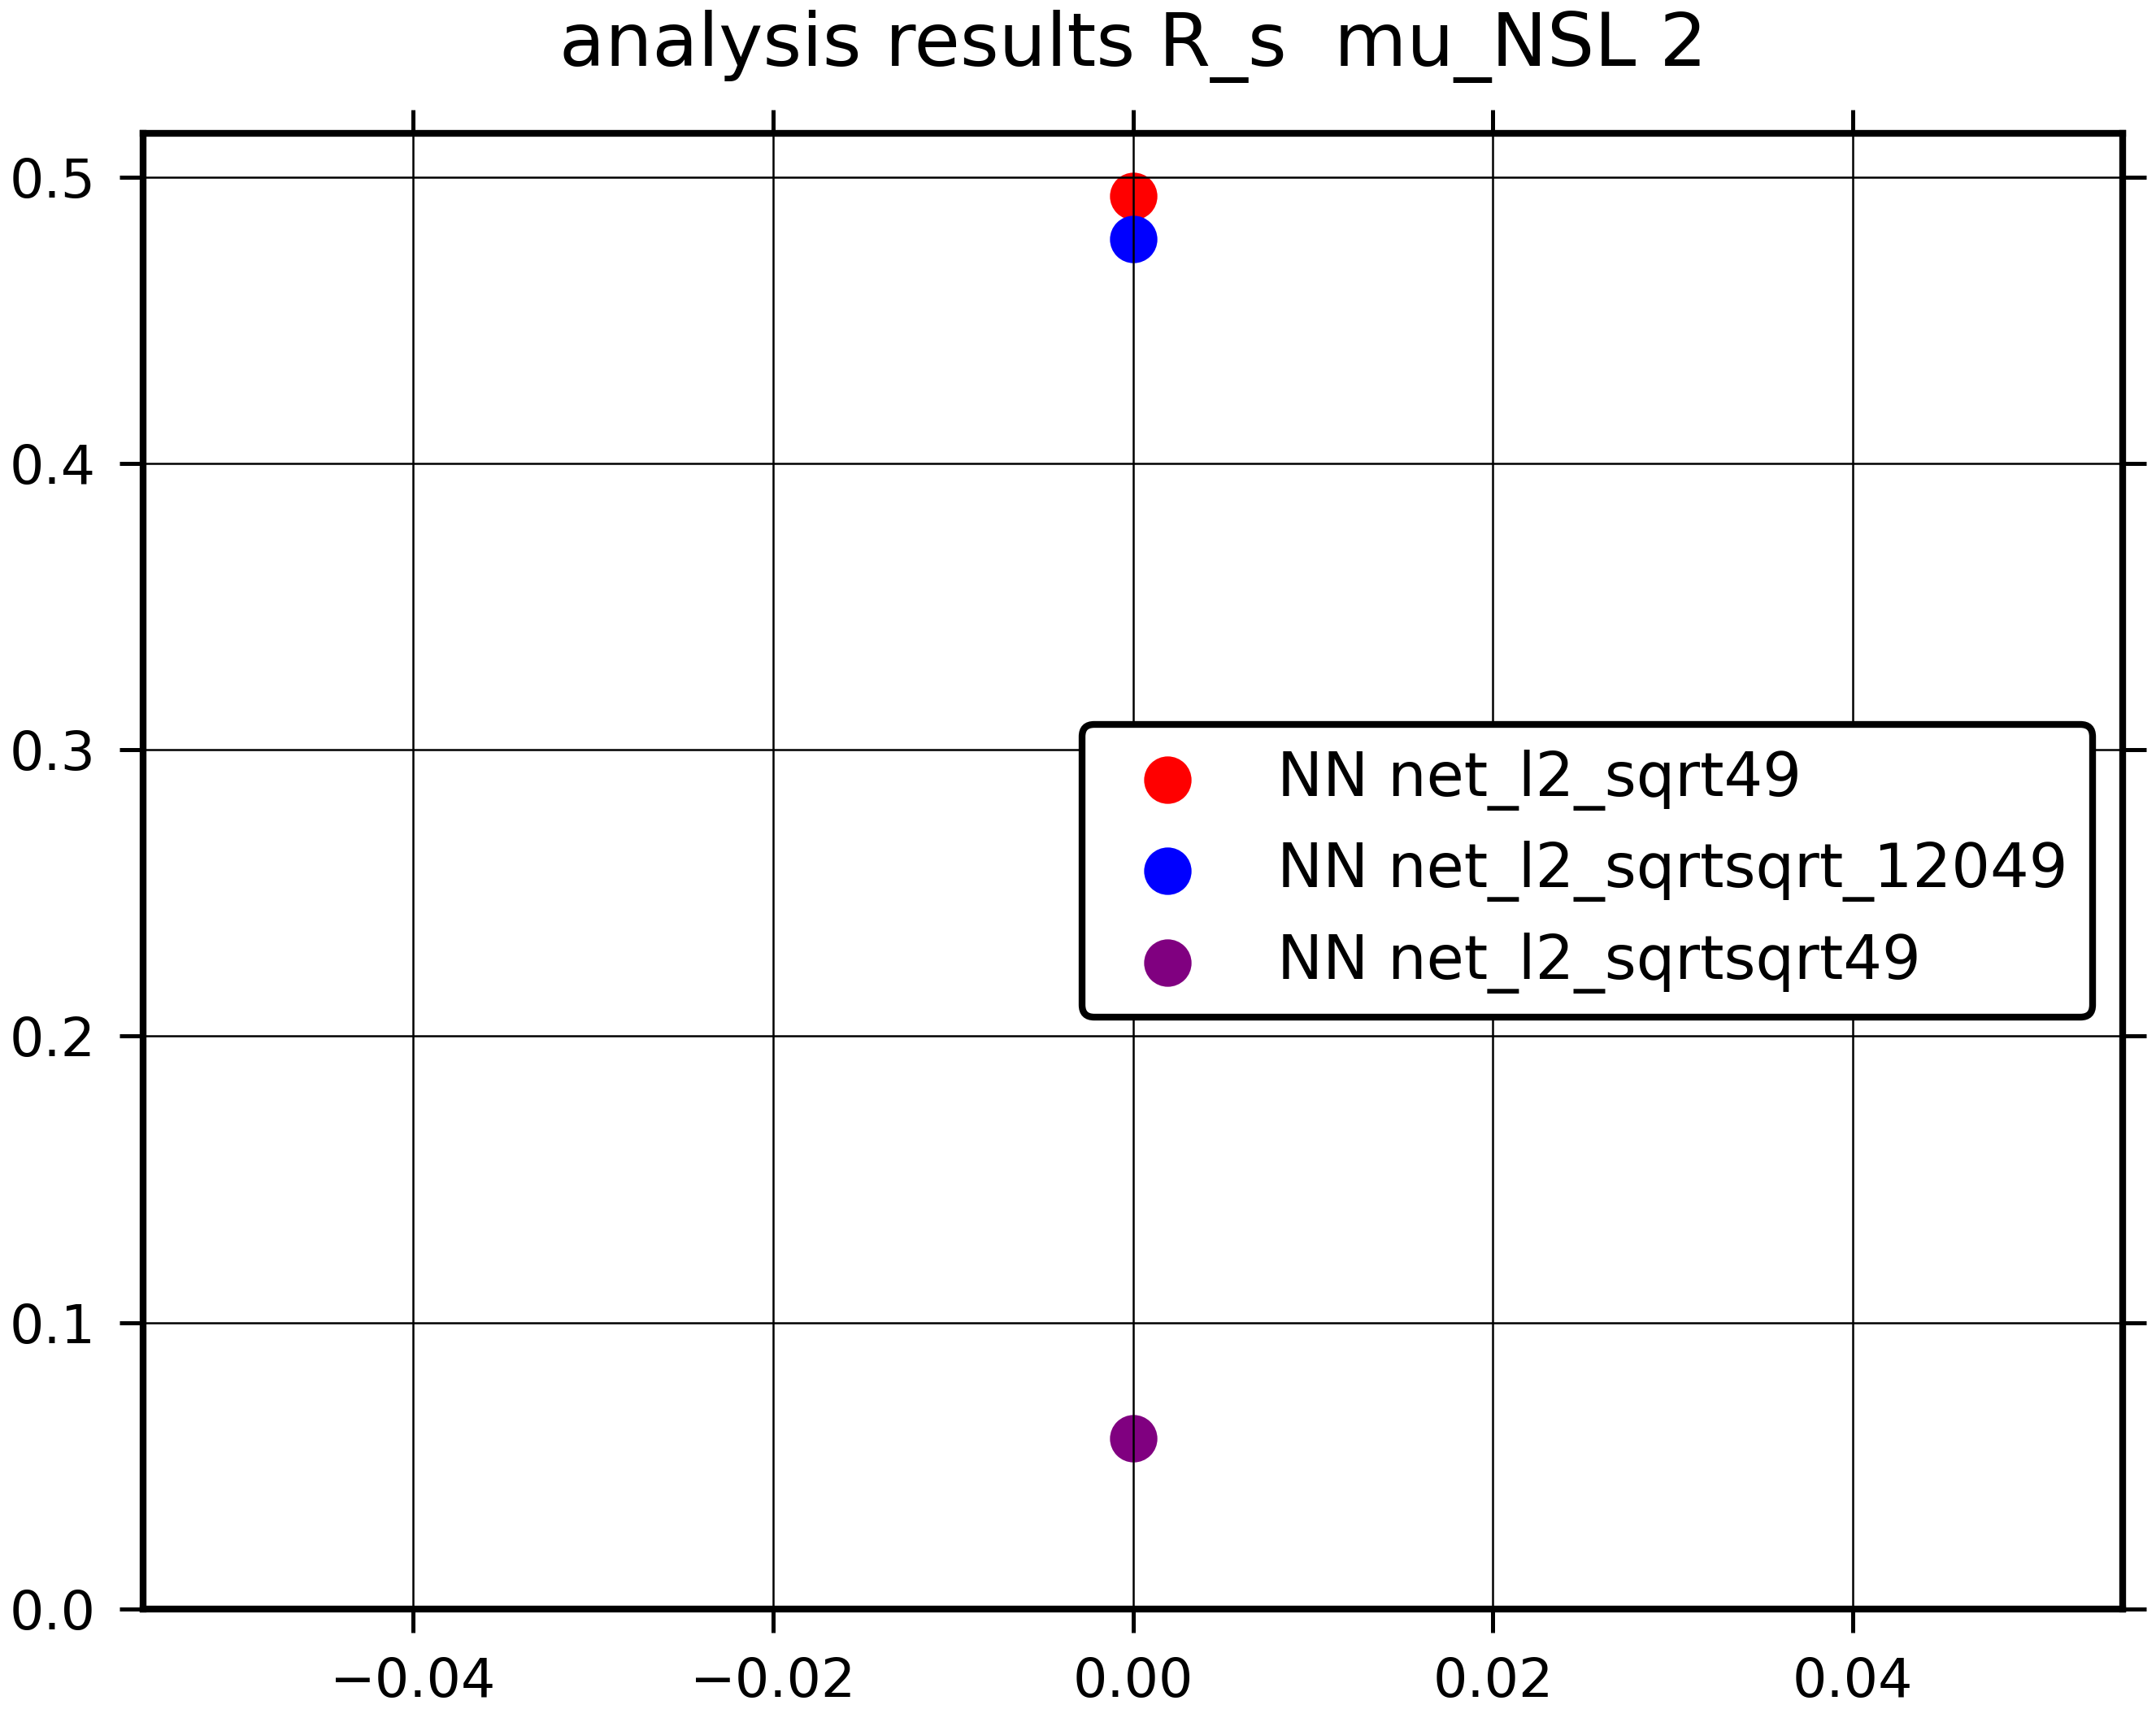 analysis results R_s  mu_NSL 2
0.5
0.4
0.3
0.2
0.1
0.0
NN net_l2_sqrt49
NN net_l2_sqrtsqrt_12049
NN net_l2_sqrtsqrt49
−0.04
−0.02
0.00
0.02
0.04